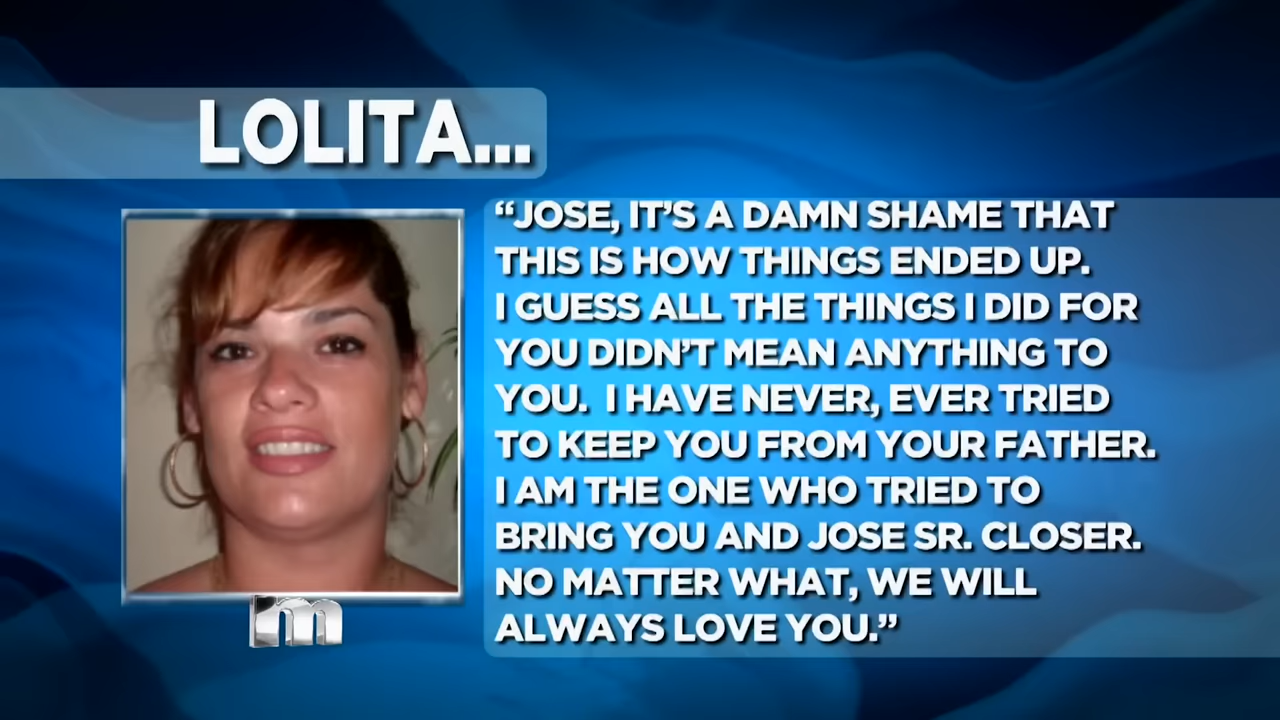 LOLITA...
“JOSE, IT’S A DAMN SHAME THAT
THIS IS HOW THINGS ENDED UP.
I GUESS ALL THE THINGS I DID FOR
YOU DIDN’T MEAN ANYTHING TO
YOU.  I HAVE NEVER, EVER TRIED
TO KEEP YOU FROM YOUR FATHER.
I AM THE ONE WHO TRIED TO
BRING YOU AND JOSE SR. CLOSER.
NO MATTER WHAT, WE WILL
ALWAYS LOVE YOU.”
m